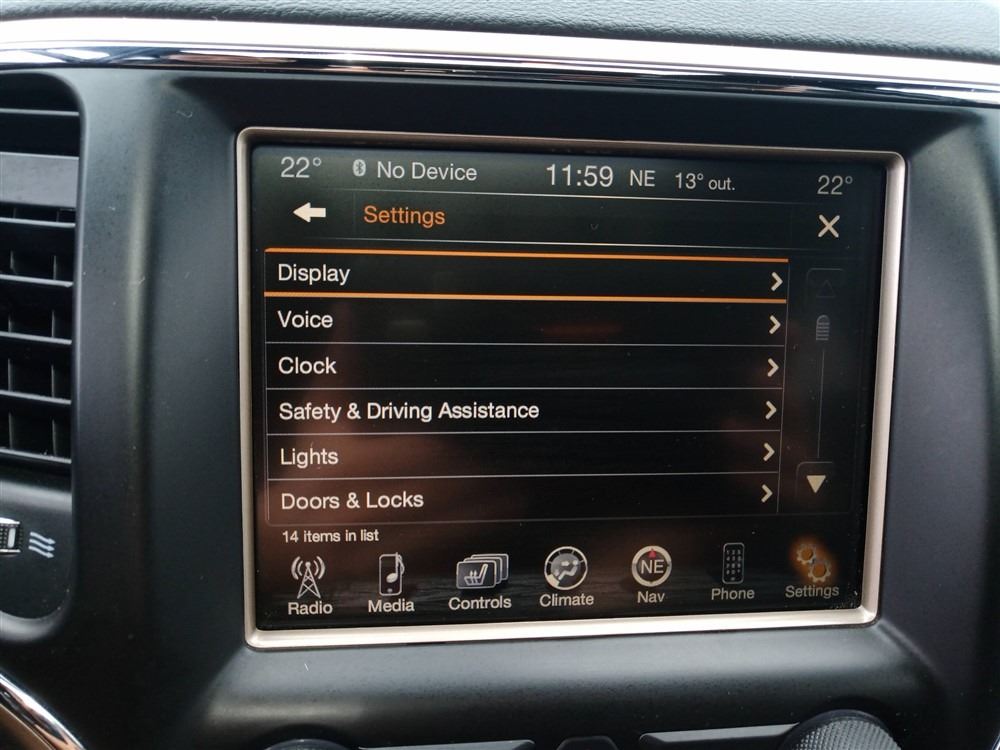 22° No Device 11:59 NE 13° out. 22°
Settings
Display
Voice
Clock
Safety & Driving Assistance
Lights
Doors & Locks
14 items in list
NE
Radio Media Controls Climate Nav Phone Settings